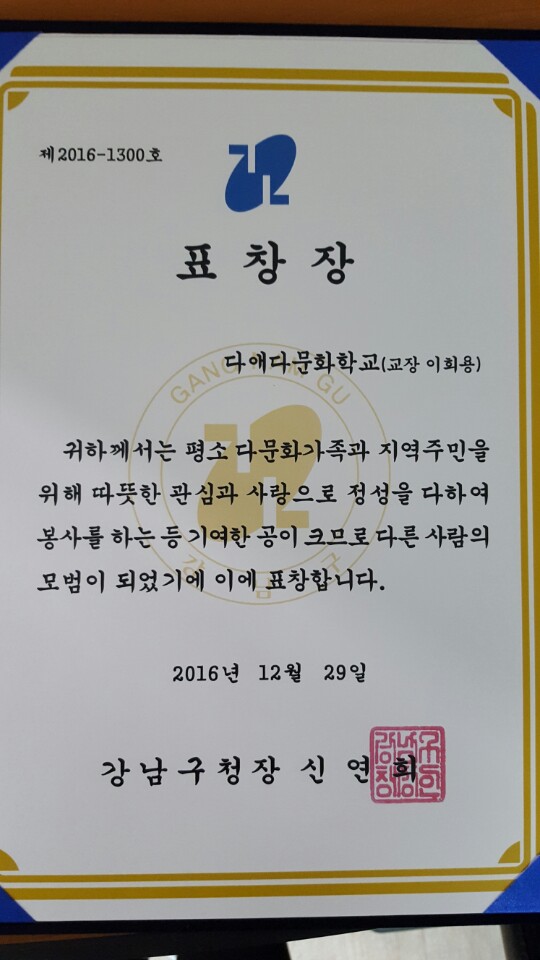 제2016-1300호
표창장
다애다문화학교(교장 이희용)
귀하께서는 평소 다문화가족과 지역주민을
위해 따뜻한 관심과 사랑으로 정성을 다하여
봉사를 하는 등 기여한 공이 크므로 다른 사람의
모범이 되었기에 이에 표창합니다.
2016년 12월 29일
강남구청장 신연희